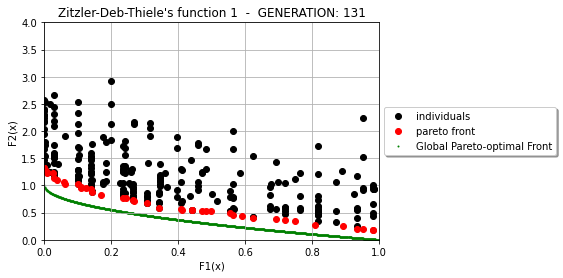 Zitzler-Deb-Thiele's function 1 - GENERATION: 131
4.0
3.5
3.0
2.5
2.0
1.5
1.0
0.5
0.0
F2(x)
0.0 0.2 0.4 0.6 0.8 1.0
F1(x)
individuals
pareto front
Global Pareto-optimal Front